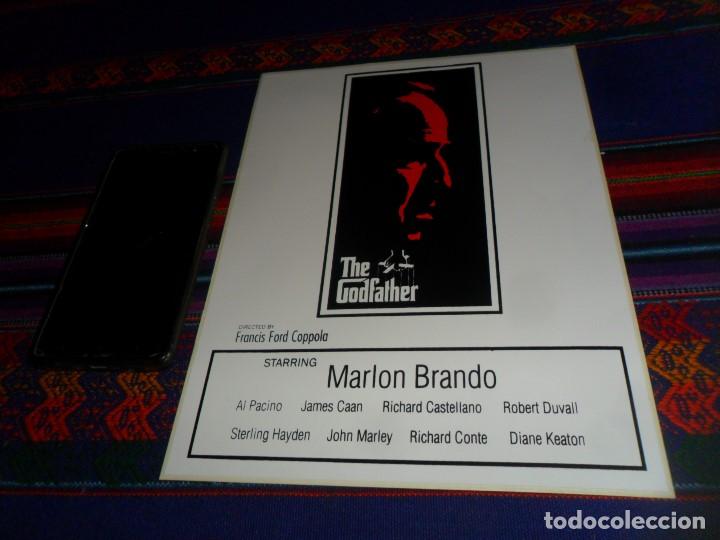 The
Godfather
DIRECTED BY
Francis Ford Coppola
STARRING
Marlon Brando
Al Pacino James Caan Richard Castellano Robert Duvall
Sterling Hayden John Marley Richard Conte Diane Keaton
todocoleccion.net